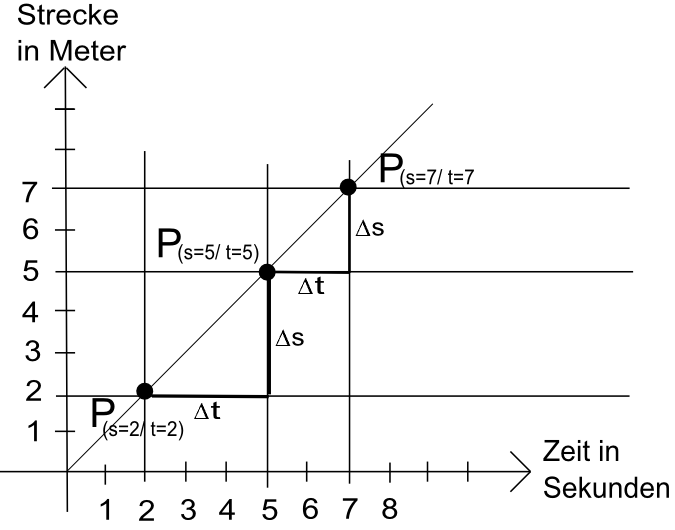 Strecke
in Meter
P(s=7/ t=7
7
6
Δs
P(s=5/ t=5)
5
Δt
4
Δs
3
2
P(s=2/ t=2)
Δt
1
Zeit in
Sekunden
1 2 3 4 5 6 7 8